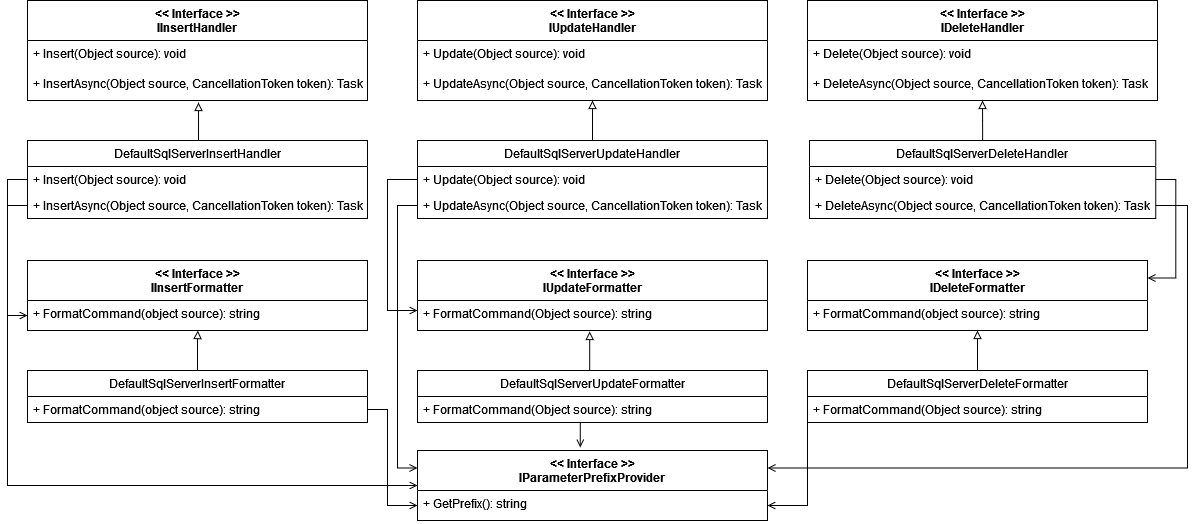 << Interface >>
IInsertHandler
+ Insert(Object source): void
+ InsertAsync(Object source, CancellationToken token): Task
<< Interface >>
IUpdateHandler
+ Update(Object source): void
+ UpdateAsync(Object source, CancellationToken token): Task
<< Interface >>
IDeleteHandler
+ Delete(Object source): void
+ DeleteAsync(Object source, CancellationToken token): Task
DefaultSqlServerInsertHandler
+ Insert(Object source): void
+ InsertAsync(Object source, CancellationToken token): Task
DefaultSqlServerUpdateHandler
+ Update(Object source): void
+ UpdateAsync(Object source, CancellationToken token): Task
DefaultSqlServerDeleteHandler
+ Delete(Object source): void
+ DeleteAsync(Object source, CancellationToken token): Task
<< Interface >>
IInsertFormatter
+ FormatCommand(object source): string
<< Interface >>
IUpdateFormatter
+ FormatCommand(Object source): string
<< Interface >>
IDeleteFormatter
+ FormatCommand(object source): string
DefaultSqlServerInsertFormatter
+ FormatCommand(object source): string
DefaultSqlServerUpdateFormatter
+ FormatCommand(Object source): string
DefaultSqlServerDeleteFormatter
+ FormatCommand(Object source): string
<< Interface >>
IParameterPrefixProvider
+ GetPrefix(): string